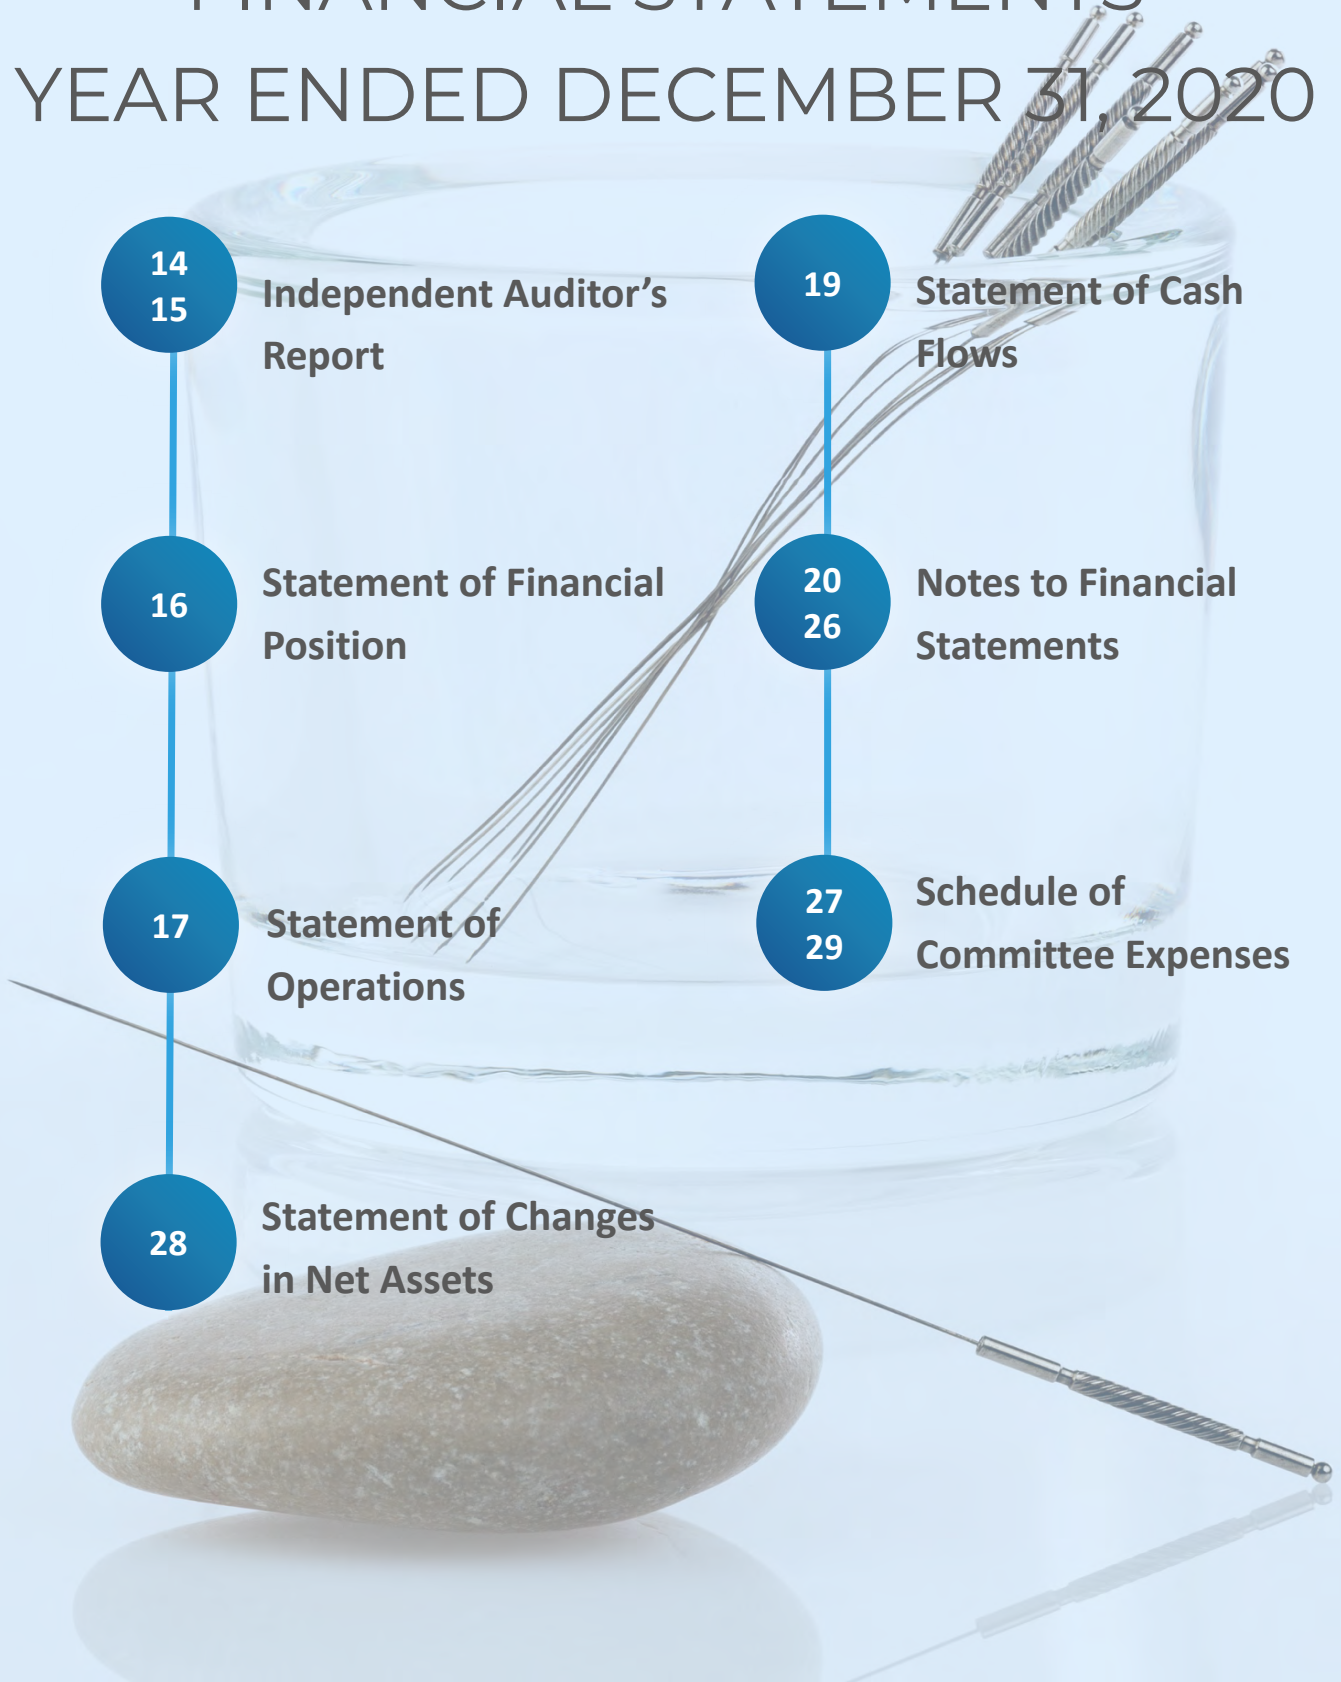 FINANCIAL STATEMENTS
YEAR ENDED DECEMBER 31, 2020
14
15
Independent Auditor’s
Report
16
Statement of Financial
Position
17
Statement of
Operations
28
Statement of Changes
in Net Assets
19
Statement of Cash
Flows
20
26
Notes to Financial
Statements
27
29
Schedule of
Committee Expenses